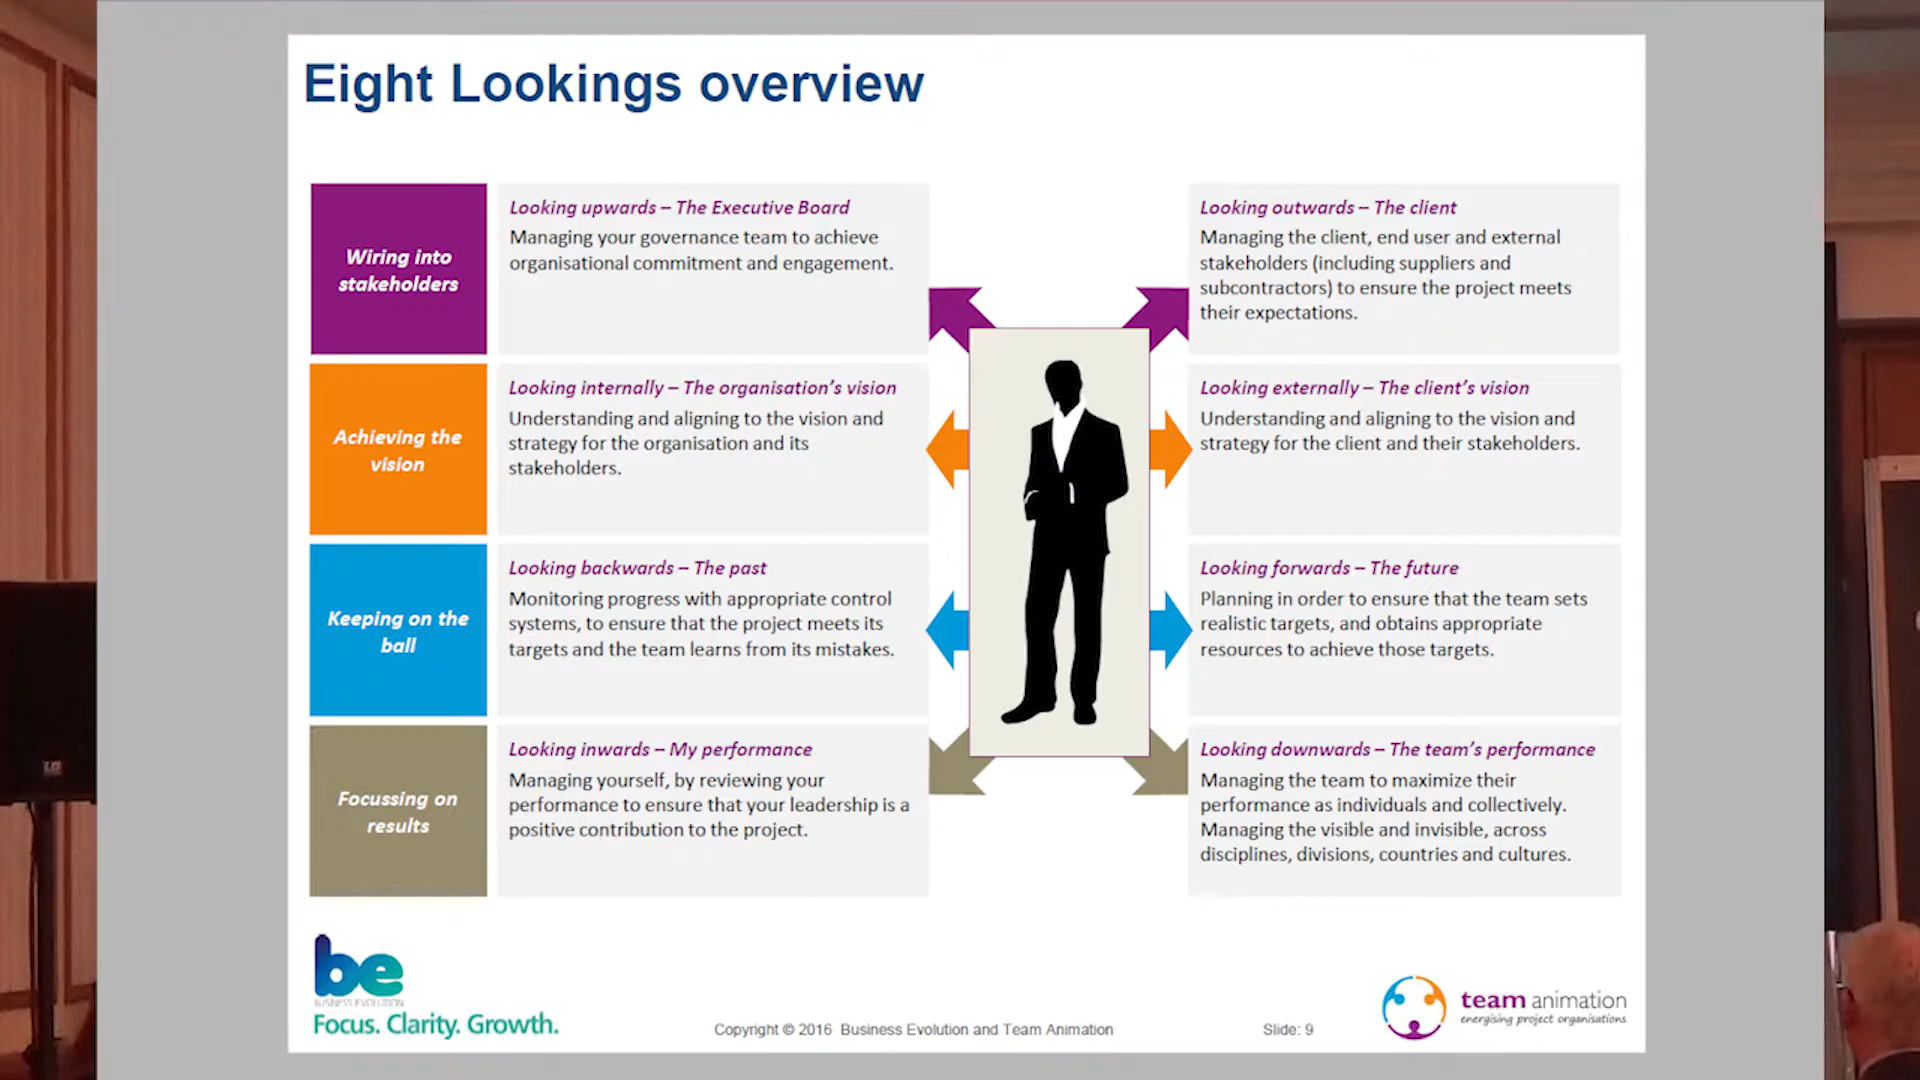 Eight Lookings overview
Wiring into
stakeholders
Looking upwards – The Executive Board
Managing your governance team to achieve
organisational commitment and engagement.
Looking outwards – The client
Managing the client, end user and external
stakeholders (including suppliers and
subcontractors) to ensure the project meets
their expectations.
Achieving the
vision
Looking internally – The organisation's vision
Understanding and aligning to the vision and
strategy for the organisation and its
stakeholders.
Looking externally – The client's vision
Understanding and aligning to the vision and
strategy for the client and their stakeholders.
Keeping on the
ball
Looking backwards – The past
Monitoring progress with appropriate control
systems, to ensure that the project meets its
targets and the team learns from its mistakes.
Looking forwards – The future
Planning in order to ensure that the team sets
realistic targets, and obtains appropriate
resources to achieve those targets.
Focussing on
results
Looking inwards – My performance
Managing yourself, by reviewing your
performance to ensure that your leadership is a
positive contribution to the project.
Looking downwards – The team's performance
Managing the team to maximize their
performance as individuals and collectively.
Managing the visible and invisible, across
disciplines, divisions, countries and cultures.
be
BUSINESS EVOLUTION
Focus. Clarity. Growth.
Copyright © 2016 Business Evolution and Team Animation
Slide: 9
team animation
energising project organisations